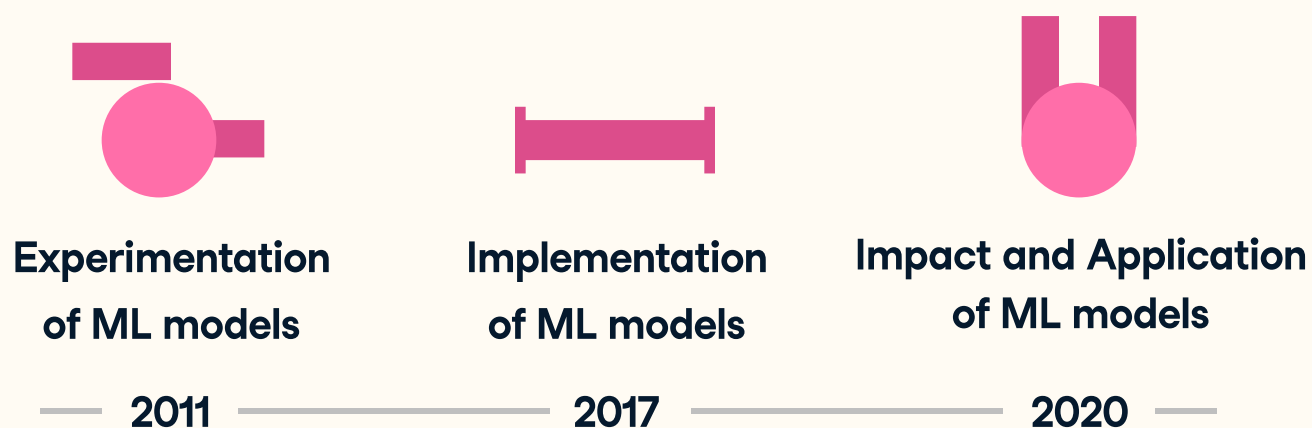 Experimentation
of ML models
2011
Implementation
of ML models
2017
Impact and Application
of ML models
2020